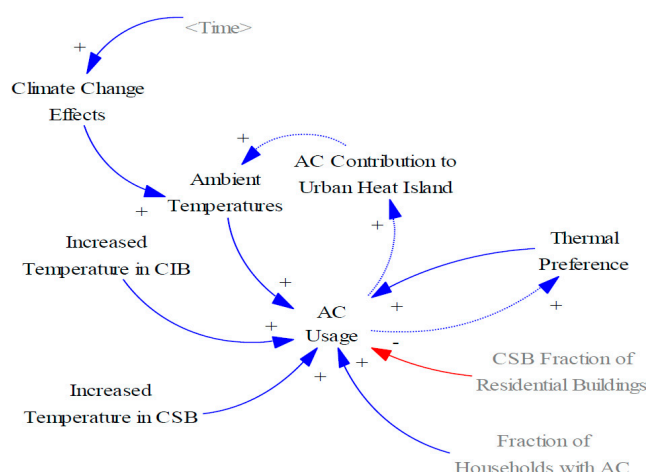 <Time>
+
Climate Change
Effects
+
AC Contribution to
Urban Heat Island
Ambient
Temperatures
+
+
Increased
Temperature in CIB
Thermal
Preference
+
+
+
AC
Usage
+
-
+
+
CSB Fraction of
Residential Buildings
Increased
Temperature in CSB
Fraction of
Households with AC